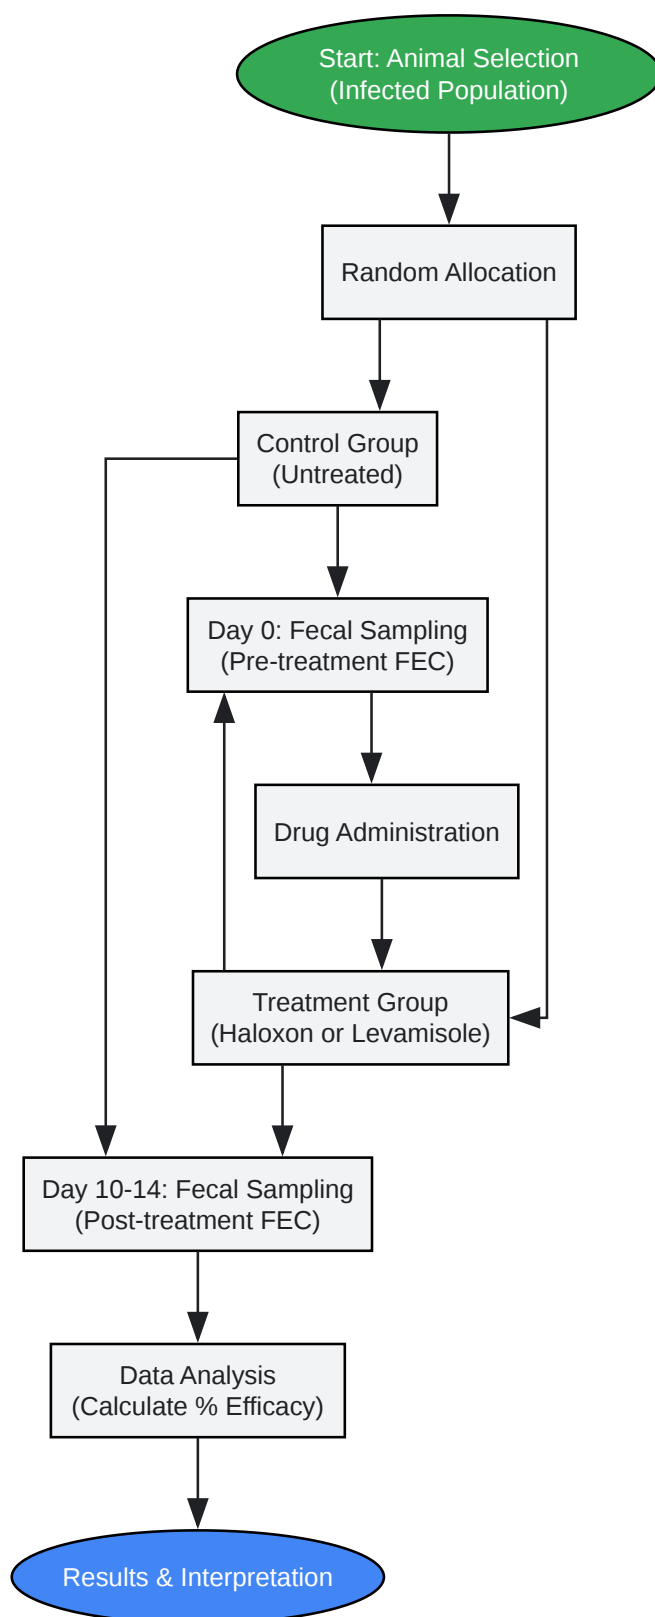 Start: Animal Selection
(Infected Population)
Random Allocation
Control Group
(Untreated)
Day 0: Fecal Sampling
(Pre-treatment FEC)
Drug Administration
Treatment Group
(Haloxon or Levamisole)
Day 10-14: Fecal Sampling
(Post-treatment FEC)
Data Analysis
(Calculate % Efficacy)
Results & Interpretation